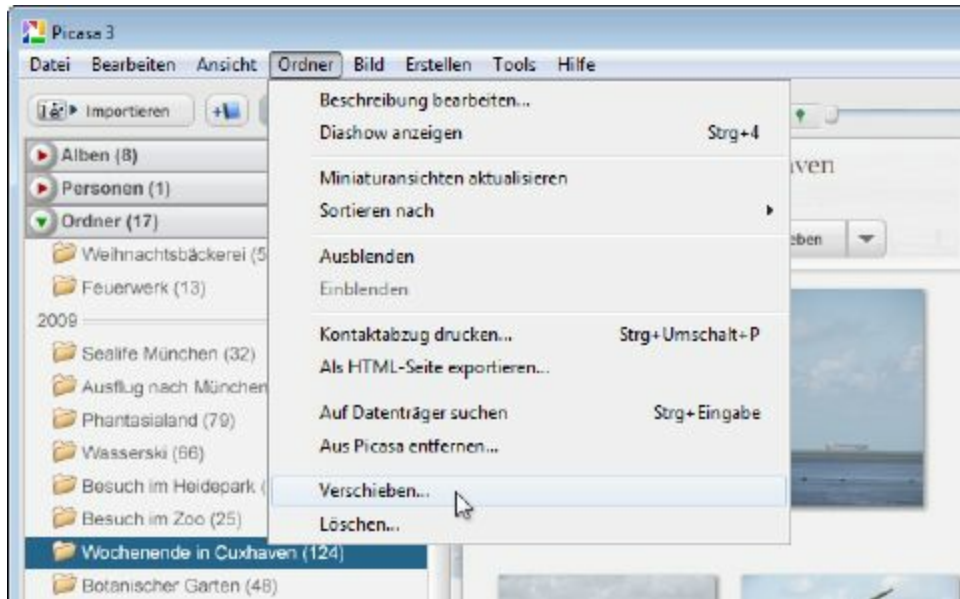 Picasa 3
Datei Bearbeiten Ansicht Ordner Bild Erstellen Tools Hilfe
Importieren
Beschreibung bearbeiten...
Diashow anzeigen Strg+4
Miniaturansichten aktualisieren
Sortieren nach
Ausblenden
Einblenden
Kontaktabzug drucken... Strg+Umschalt+P
Als HTML-Seite exportieren...
Auf Datenträger suchen Strg+Eingabe
Aus Picasa entfernen...
Verschieben...
Löschen...
Alben (8)
Personen (1)
Ordner (17)
Weihnachtsbäckerei (5
Feuerwerk (13)
2009
Sealife München (32)
Ausflug nach München
Phantasialand (79)
Wasserski (66)
Besuch im Heidepark (
Besuch im Zoo (25)
Wochenende in Cuxhaven (124)
Botanischer Garten (48)
haven
eben